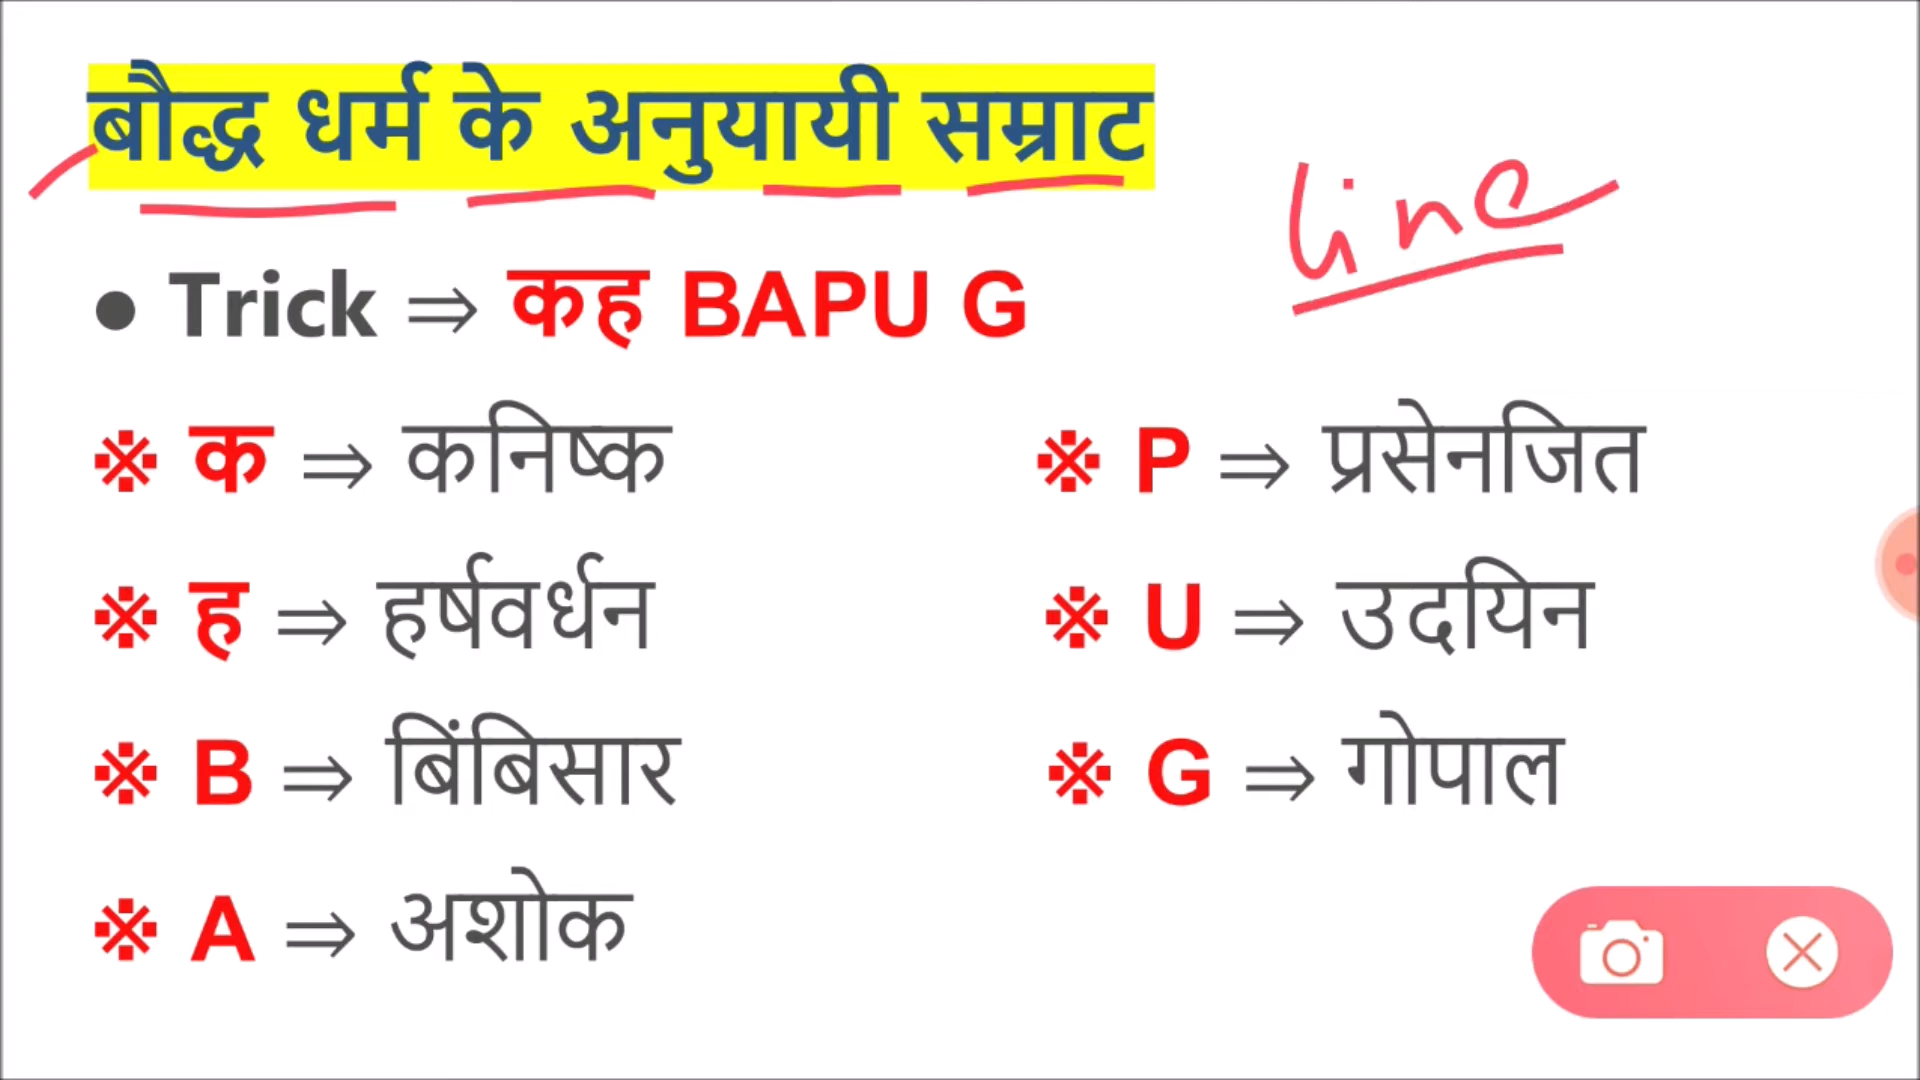 बौद्ध धर्म के अनुयायी सम्राट
line
● Trick ⇒ कह BAPU G
※ क ⇒ कनिष्क
※ ह ⇒ हर्षवर्धन
※ B ⇒ बिंबिसार
※ A ⇒ अशोक
※ P ⇒ प्रसेनजित
※ U ⇒ उदयिन
※ G ⇒ गोपाल